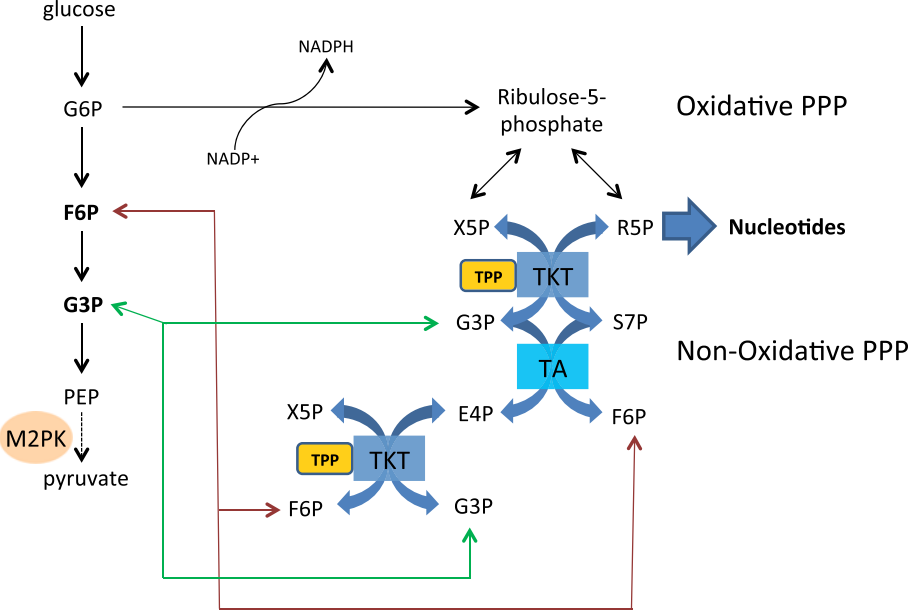 glucose
NADPH
G6P
Ribulose-5-
phosphate
Oxidative PPP
NADP+
F6P
X5P
R5P
Nucleotides
TPP
TKT
G3P
G3P
S7P
Non-Oxidative PPP
TA
PEP
X5P
E4P
F6P
M2PK
TPP
TKT
pyruvate
F6P
G3P